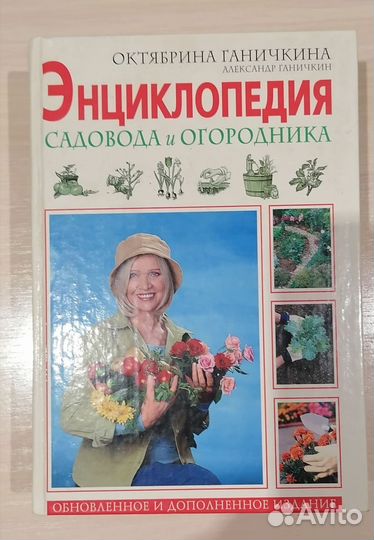 ОКТЯБРИНА ГАНИЧКИНА
АЛЕКСАНДР ГАНИЧКИН
ЭНЦИКЛОПЕДИЯ
САДОВОДА И ОГОРОДНИКА
ОБНОВЛЕННОЕ И ДОПОЛНЕННОЕ ИЗДАНИЕ
Avito